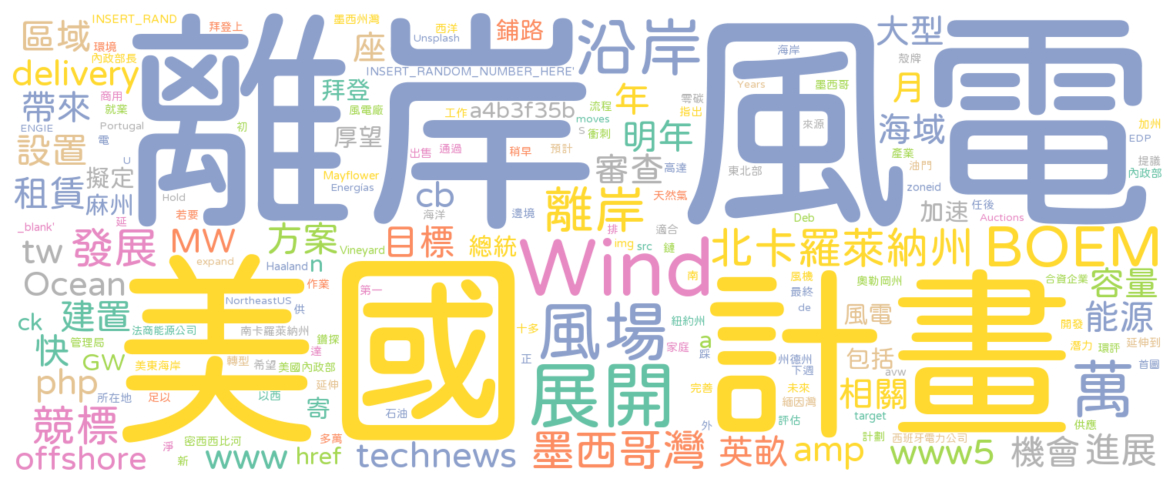 離岸風電
美國
計畫
Wind
展開
風場
BOEM
北卡羅萊納州
墨西哥灣
沿岸
離岸
萬
區域
INSERT_RAND
拜登上
環境
內政部長
delivery
商用
就業
帶來
ENGIE
Portugal
電
初
設置
U
租賃
擬定
麻州
Hold
延
若要
_blank'
tw
發展
MW
expand
Ocean
Haaland
n
作業
NortheastUS
供
ck
建置
快
管理局
法商能源公司
南卡羅萊納州
鑽探
達
GW
美東海岸
轉型
希望
美國內政部
php
延伸
所在地
足以
以西
寄
競標
密西西比河
多萬
淨
新
offshore
www
href
墨西州灣
西洋
Unsplash
座
鋪路
INSERT_RANDOM_NUMBER_HERE'
拜登
風電廠
工作
a4b3f35b
流程
moves
S
厚望
出售
通過
稍早
預計
衝刺
Mayflower
Energías
cb
海洋
邊境
方案
Vineyard
目標
總統
第一
石油
technews
年
明年
零碳
指出
審查
高達
天然氣
排
適合
img
src
鏈
南
海岸
Years
殼牌
墨西哥
來源
東北部
Deb
大型
月
海域
加州
EDP
產業
油門
提議
內政部
zoneid
任後
加速
Auctions
風機
最終
de
奧勒岡州
合資企業
容量
紐約州
a
家庭
踩
州德州
下週
風電
包括
avw
開發
能源
潛力
環評
延伸到
首圖
十多
正
完善
未來
緬因灣
相關
target
供應
外
評估
計劃
西班牙電力公司
英畝
amp
www5
機會
進展